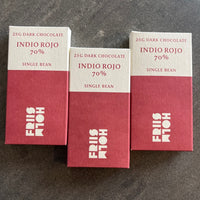 25G DARK CHOCOLATE
INDIO ROJO
70%
SINGLE BEAN
FRIIS
HOLM
25G DARK CHOCOLATE
INDIO ROJO
70%
SINGLE BEAN
FRIIS
HOLM
25G DARK CHOCOLATE
INDIO ROJO
70%
SINGLE BEAN
FRIIS
HOLM